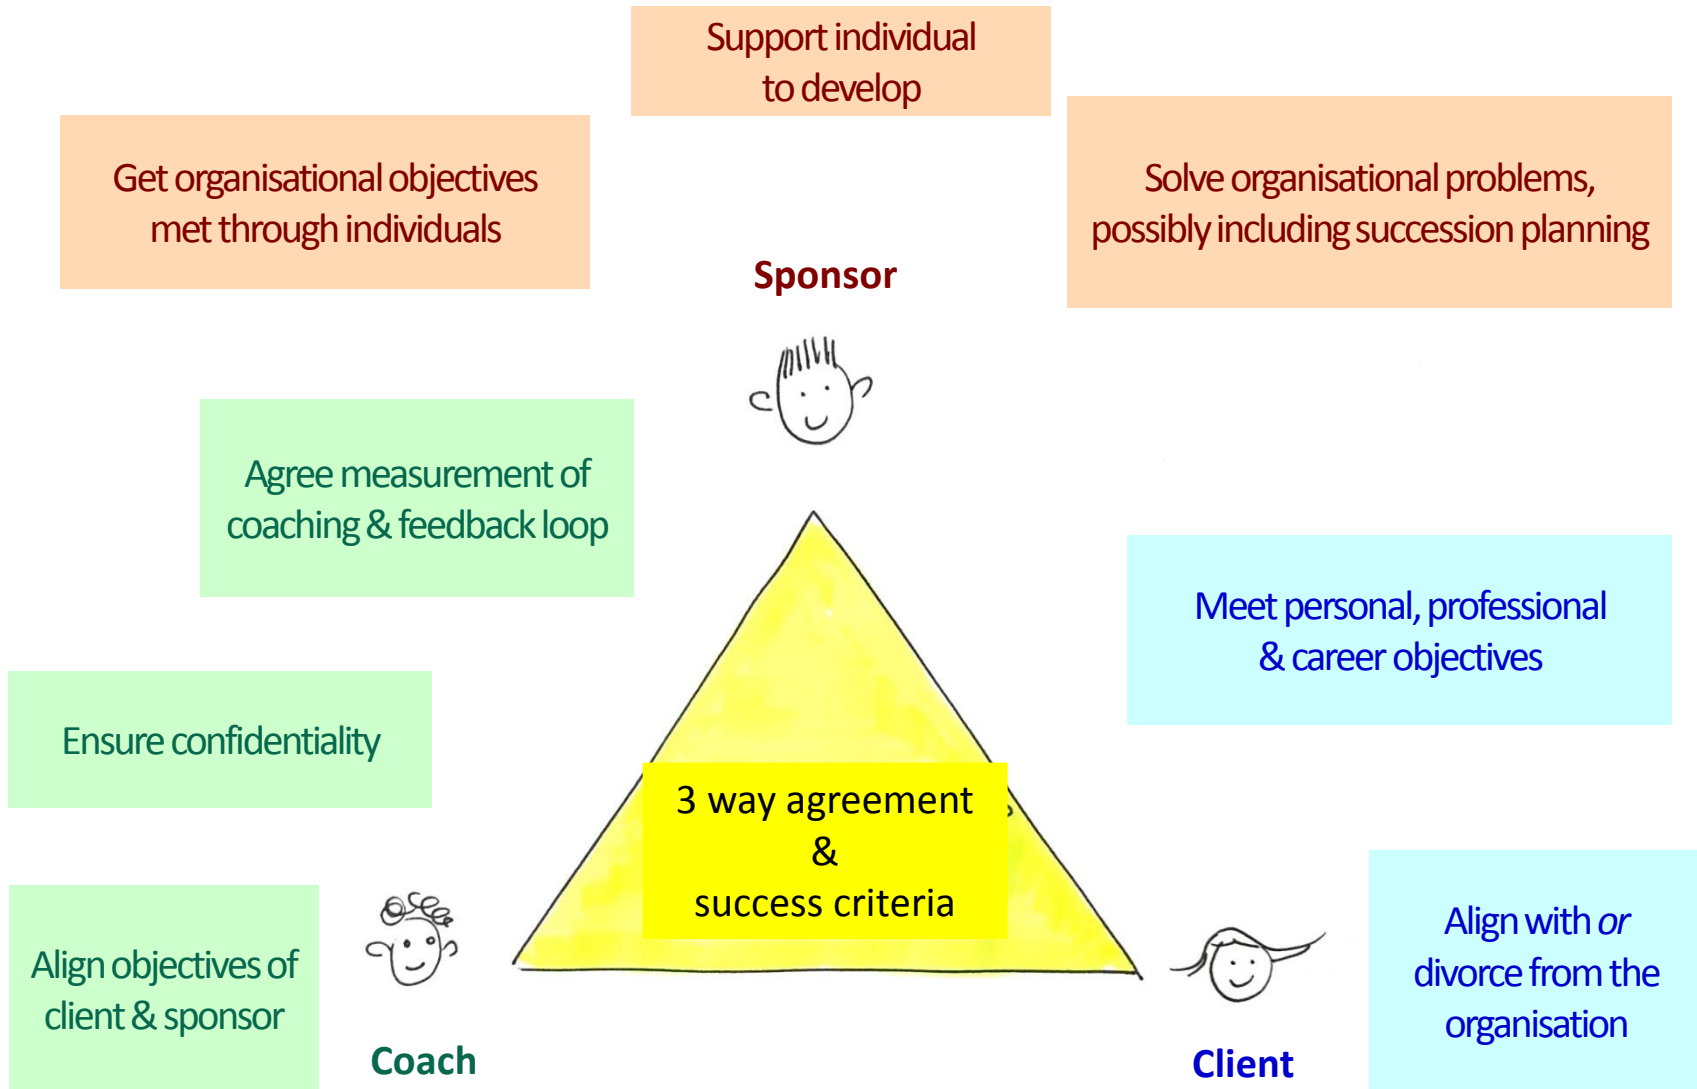 Support individual
to develop
Get organisational objectives
met through individuals
Solve organisational problems,
possibly including succession planning
Sponsor
Agree measurement of
coaching & feedback loop
Meet personal, professional
& career objectives
Ensure confidentiality
3 way agreement
&
success criteria
Align objectives of
client & sponsor
Coach
Align with or
divorce from the
organisation
Client